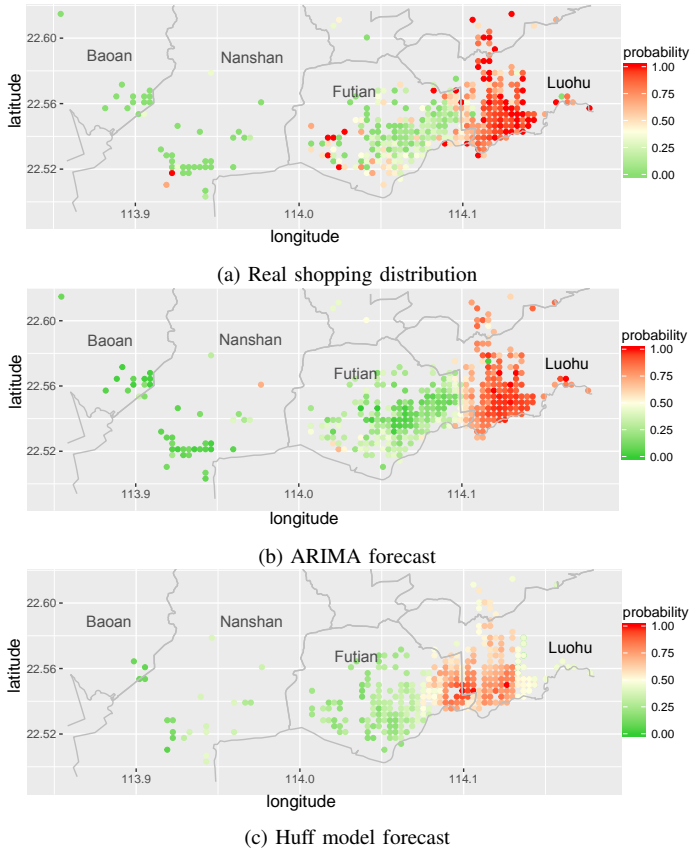 22.60
22.56
22.52
latitude
Baoan
Nanshan
Futian
Luohu
113.9
114.0
114.1
longitude
probability
1.00
0.75
0.50
0.25
0.00
(a) Real shopping distribution
22.60
22.56
22.52
latitude
Baoan
Nanshan
Futian
Luohu
113.9
114.0
114.1
longitude
probability
1.00
0.75
0.50
0.25
0.00
(b) ARIMA forecast
22.60
22.56
22.52
latitude
Baoan
Nanshan
Futian
Luohu
113.9
114.0
114.1
longitude
probability
1.00
0.75
0.50
0.25
0.00
(c) Huff model forecast